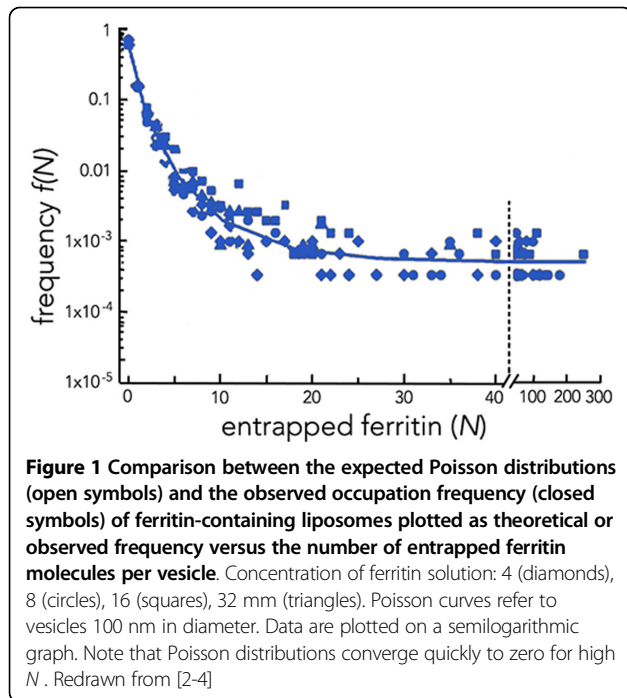 1
0.1
0.01
1x10⁻³
1x10⁻⁴
1x10⁻⁵
frequency f(N)
0 10 20 30 40 100 200 300
entrapped ferritin (N)
Figure 1 Comparison between the expected Poisson distributions
(open symbols) and the observed occupation frequency (closed
symbols) of ferritin-containing liposomes plotted as theoretical or
observed frequency versus the number of entrapped ferritin
molecules per vesicle. Concentration of ferritin solution: 4 (diamonds),
8 (circles), 16 (squares), 32 mm (triangles). Poisson curves refer to
vesicles 100 nm in diameter. Data are plotted on a semilogarithmic
graph. Note that Poisson distributions converge quickly to zero for high
N . Redrawn from [2-4]